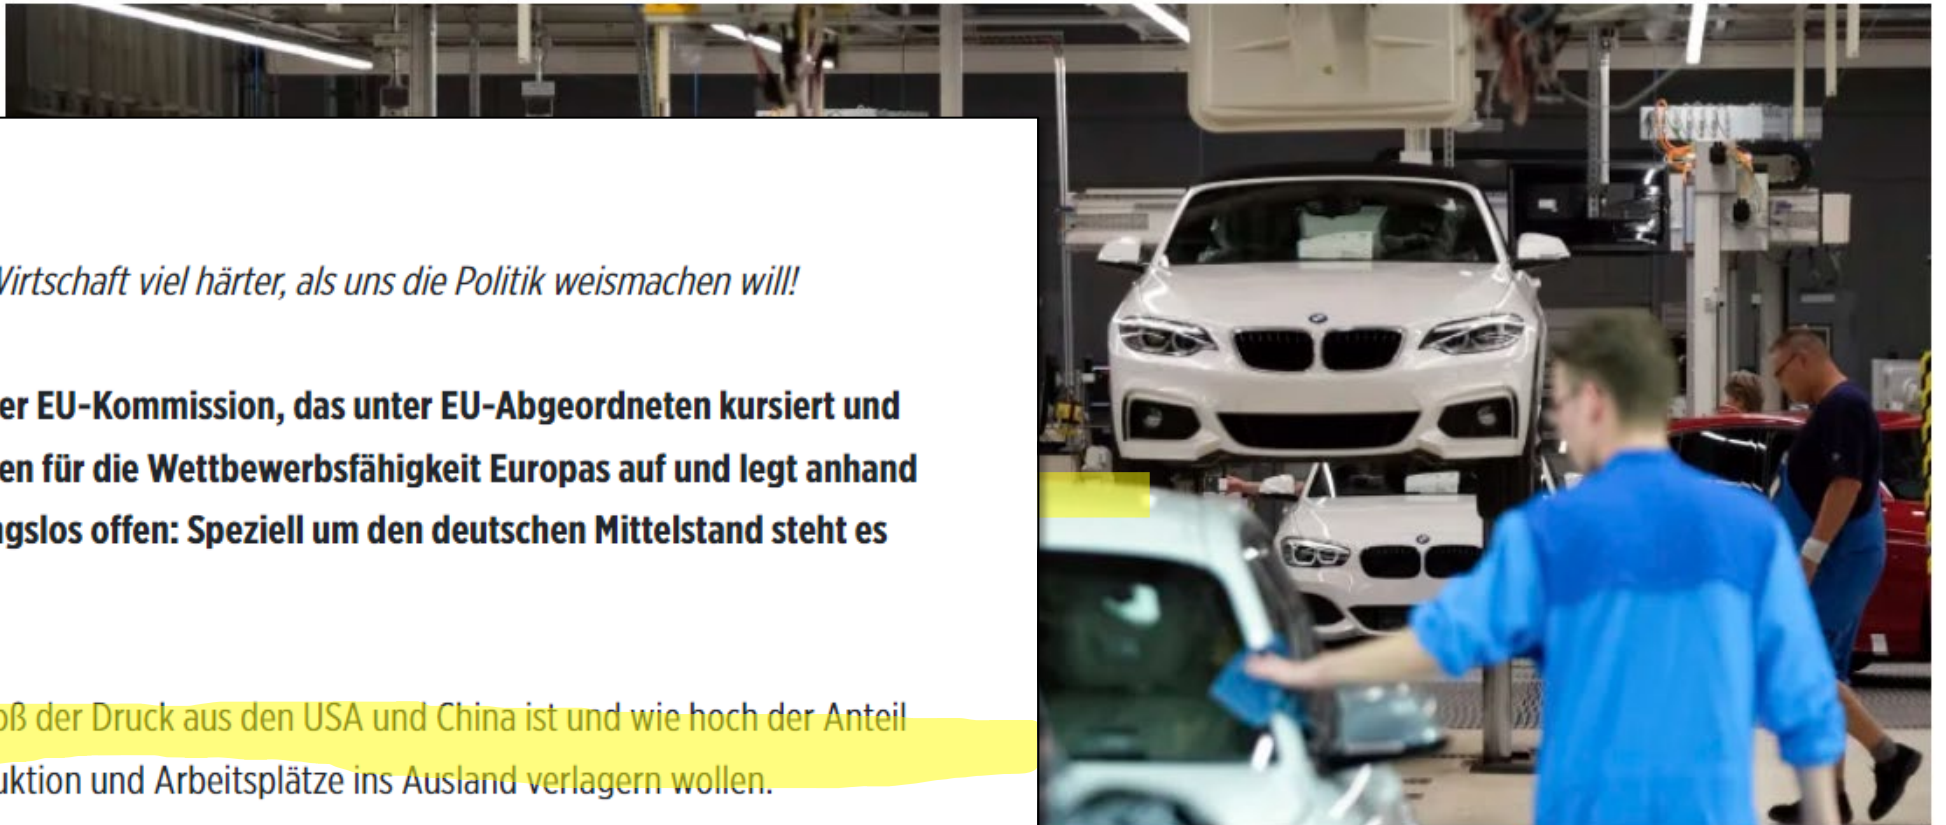 Wirtschaft viel härter, als uns die Politik weismachen will!
er EU-Kommission, das unter EU-Abgeordneten kursiert und
en für die Wettbewerbsfähigkeit Europas auf und legt anhand
gslos offen: Speziell um den deutschen Mittelstand steht es
oß der Druck aus den USA und China ist und wie hoch der Anteil
uktion und Arbeitsplätze ins Ausland verlagern wollen.